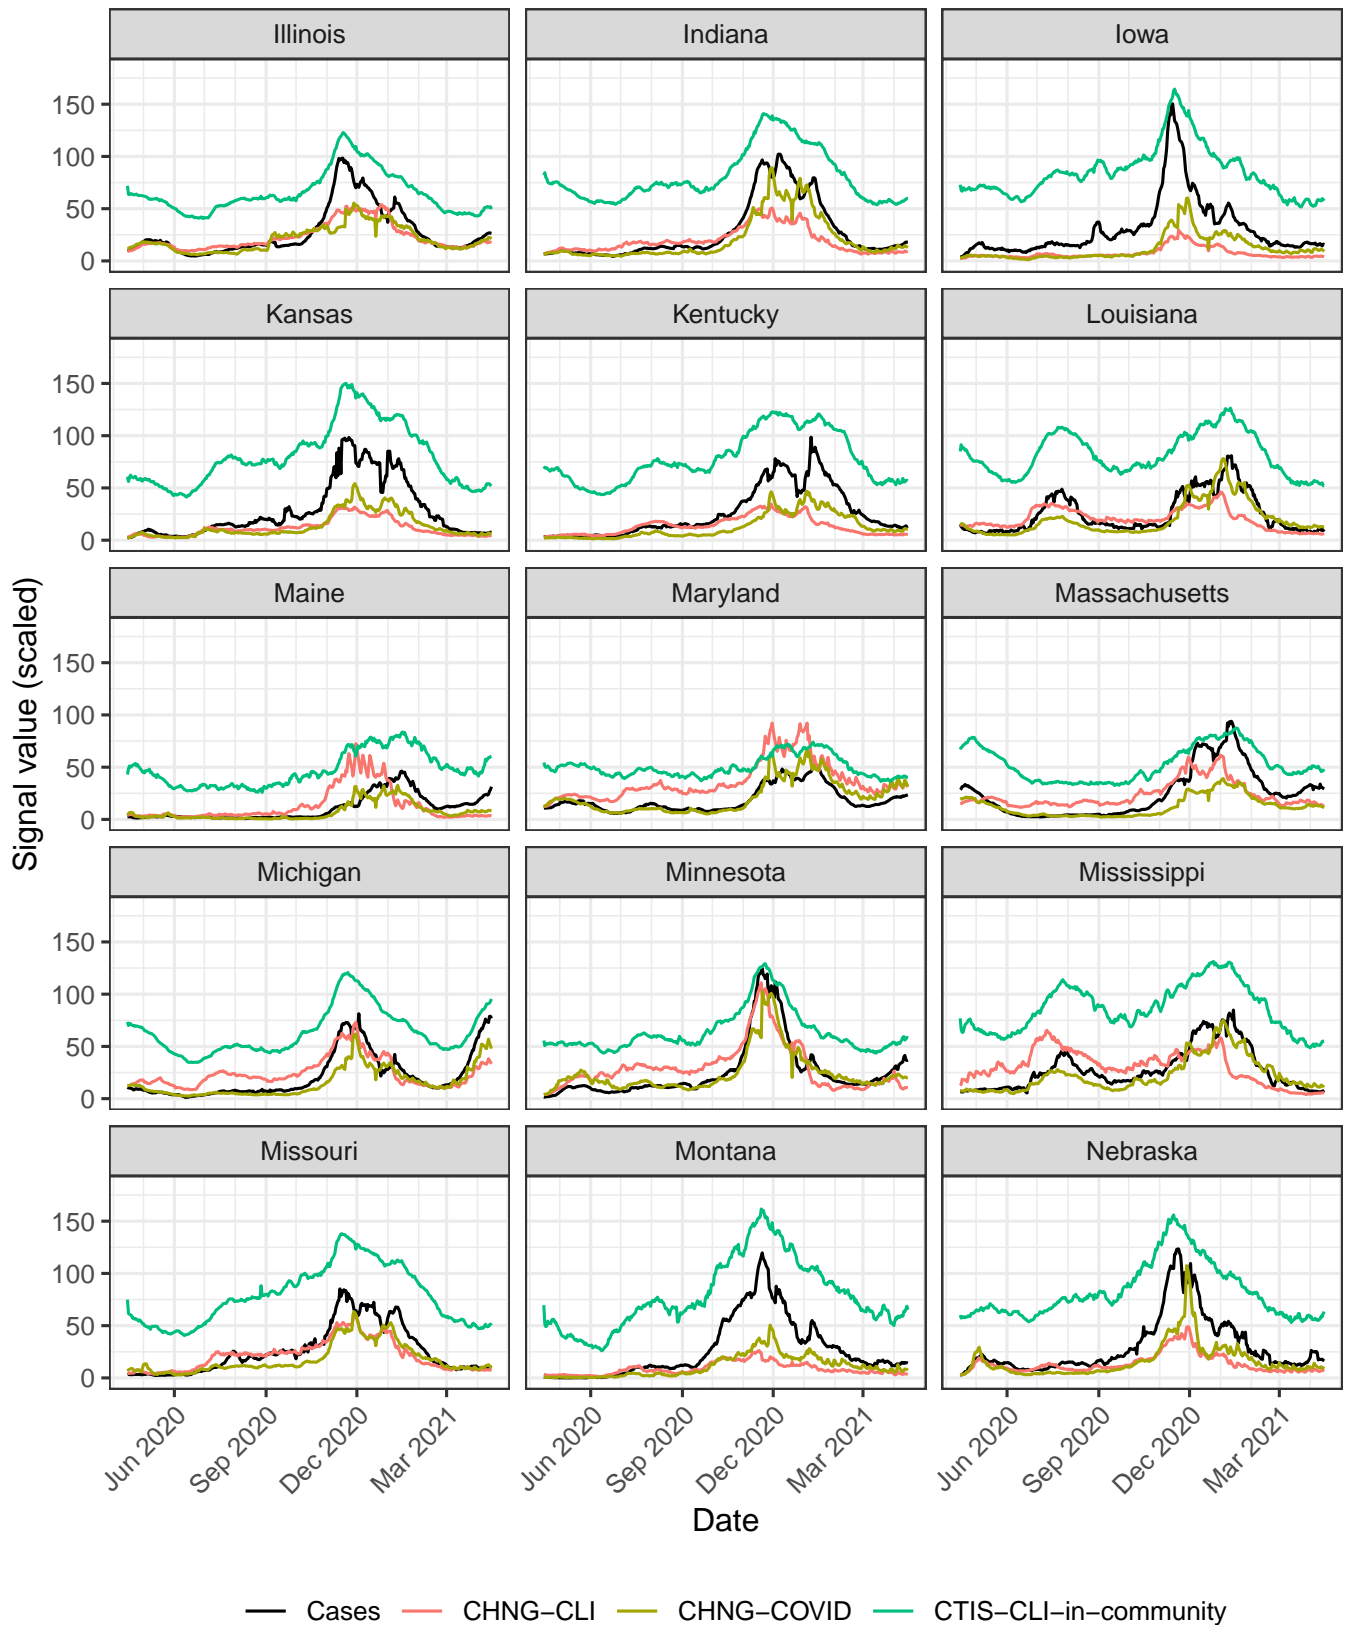 Illinois Indiana Iowa
150
100
50
0
Kansas Kentucky Louisiana
150
100
50
0
Maine Maryland Massachusetts
150
100
50
0
Michigan Minnesota Mississippi
150
100
50
0
Missouri Montana Nebraska
150
100
50
0
Signal value (scaled)
Jun 2020 Sep 2020 Dec 2020 Mar 2021 Jun 2020 Sep 2020 Dec 2020 Mar 2021 Jun 2020 Sep 2020 Dec 2020 Mar 2021
Date
Cases CHNG−CLI CHNG−COVID CTIS−CLI−in−community